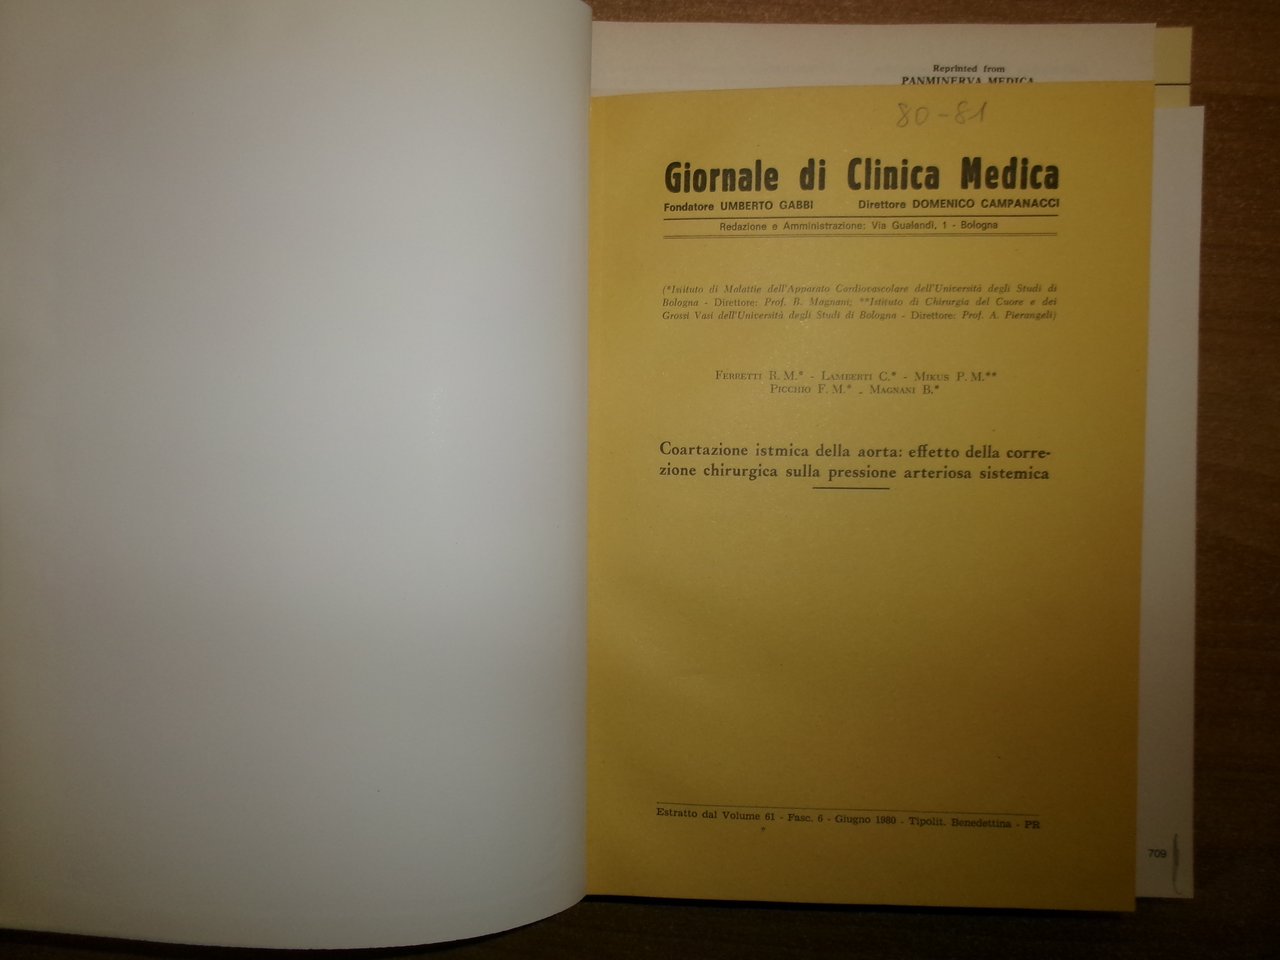 Reprinted from
PANMINERVA MEDICA
80-81
Giornale di Clinica Medica
Fondatore UMBERTO GABBI Direttore DOMENICO CAMPANACCI
Redazione e Amministrazione: Via Gualandi, 1 - Bologna
(*Istituto di Malattie dell'Apparato Cardiovascolare dell'Università degli Studi di
Bologna - Direttore: Prof. B. Magnani; **Istituto di Chirurgia del Cuore e dei
Grossi Vasi dell'Università degli Studi di Bologna - Direttore: Prof. A. Pierangeli)
Ferretti R. M.* - Lamberti C.* - Mikus P. M.**
Picchio F. M.* - Magnani B.*
Coartazione istmica della aorta: effetto della corre-
zione chirurgica sulla pressione arteriosa sistemica
Estratto dal Volume 61 - Fasc. 6 - Giugno 1980 - Tipolit. Benedettina - PR
709